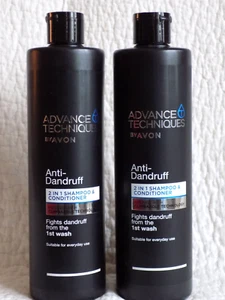 ADVANCE
TECHNIQUES
BY AVON
Anti-
Dandruff
2 IN 1 SHAMPOO &
CONDITIONER
Fights dandruff
from the
1st wash
Suitable for everyday use
ADVANCE
TECHNIQUES
BY AVON
Anti-
Dandruff
2 IN 1 SHAMPOO &
CONDITIONER
Fights dandruff
from the
1st wash
Suitable for everyday use